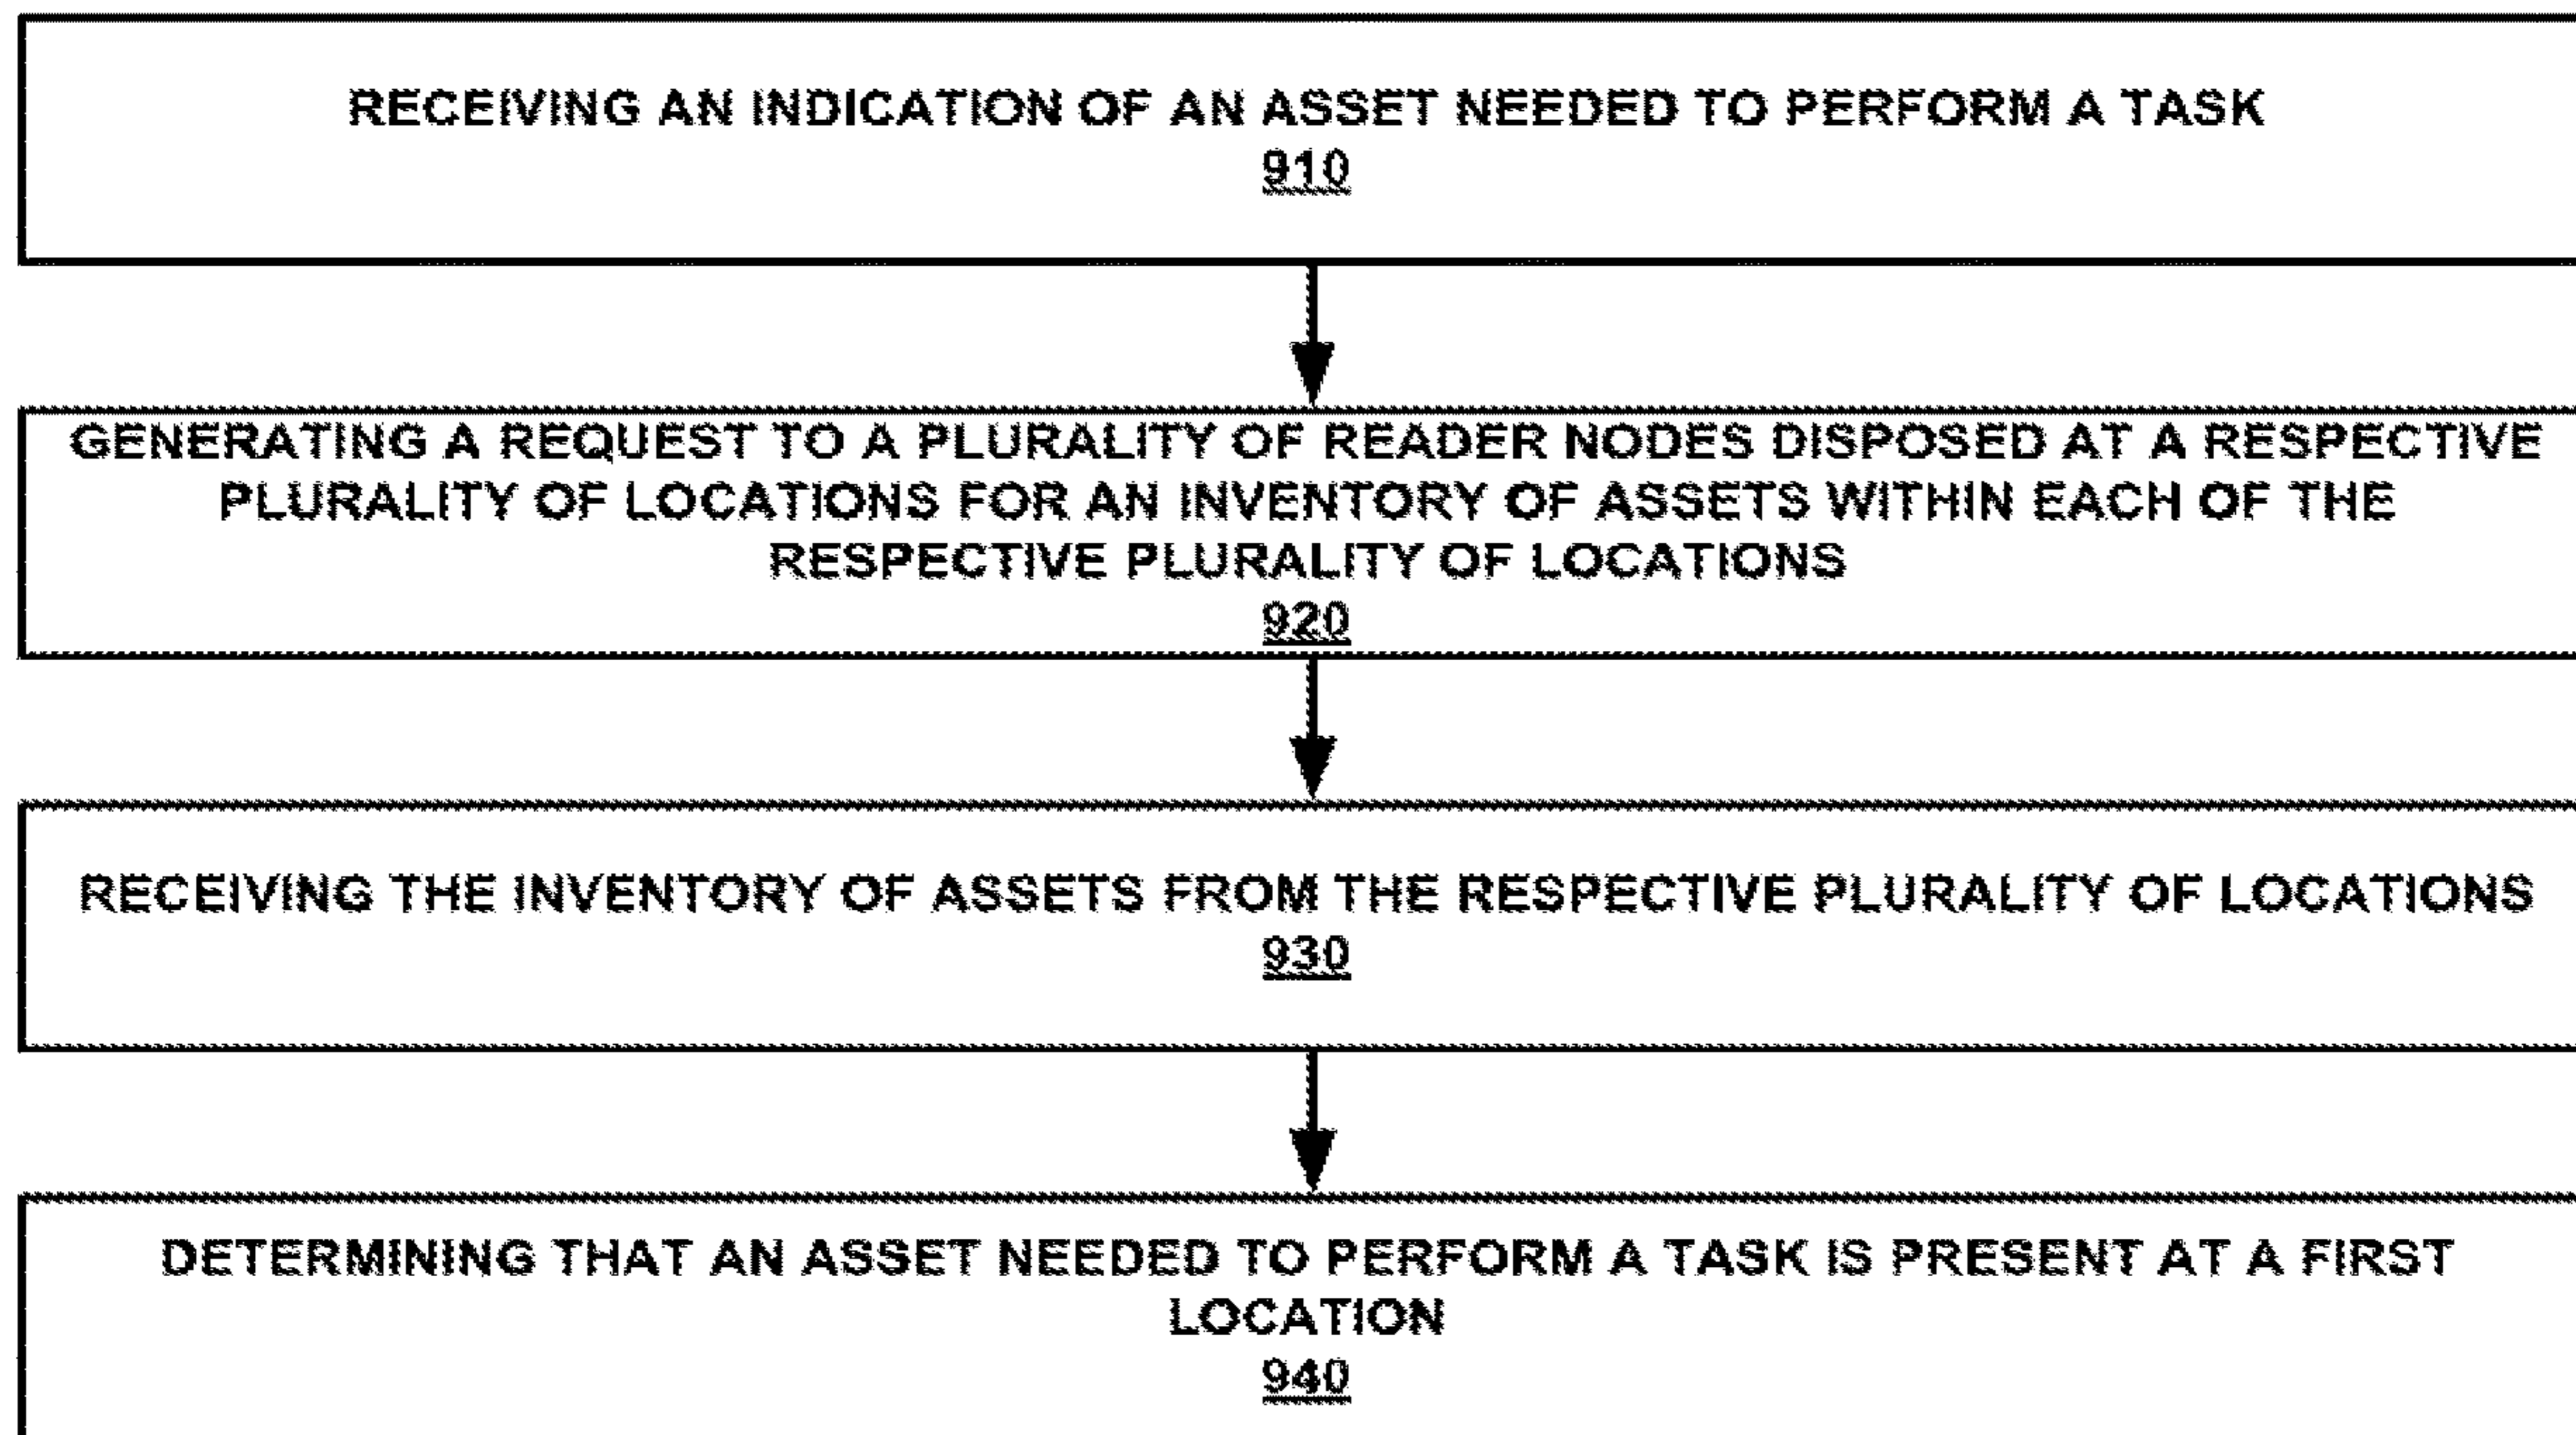 RECEIVING AN INDICATION OF AN ASSET NEEDED TO PERFORM A TASK
910
GENERATING A REQUEST TO A PLURALITY OF READER NODES DISPOSED AT A RESPECTIVE
PLURALITY OF LOCATIONS FOR AN INVENTORY OF ASSETS WITHIN EACH OF THE
RESPECTIVE PLURALITY OF LOCATIONS
920
RECEIVING THE INVENTORY OF ASSETS FROM THE RESPECTIVE PLURALITY OF LOCATIONS
930
DETERMINING THAT AN ASSET NEEDED TO PERFORM A TASK IS PRESENT AT A FIRST
LOCATION
940